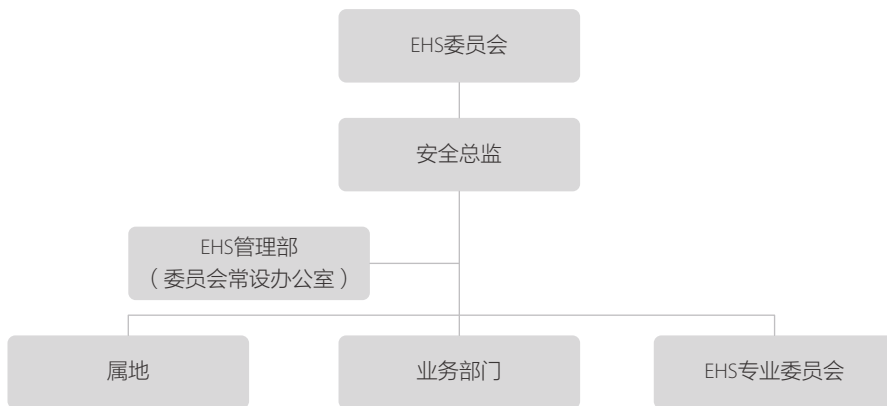 EHS委员会
安全总监
EHS管理部
（委员会常设办公室）
属地
业务部门
EHS专业委员会